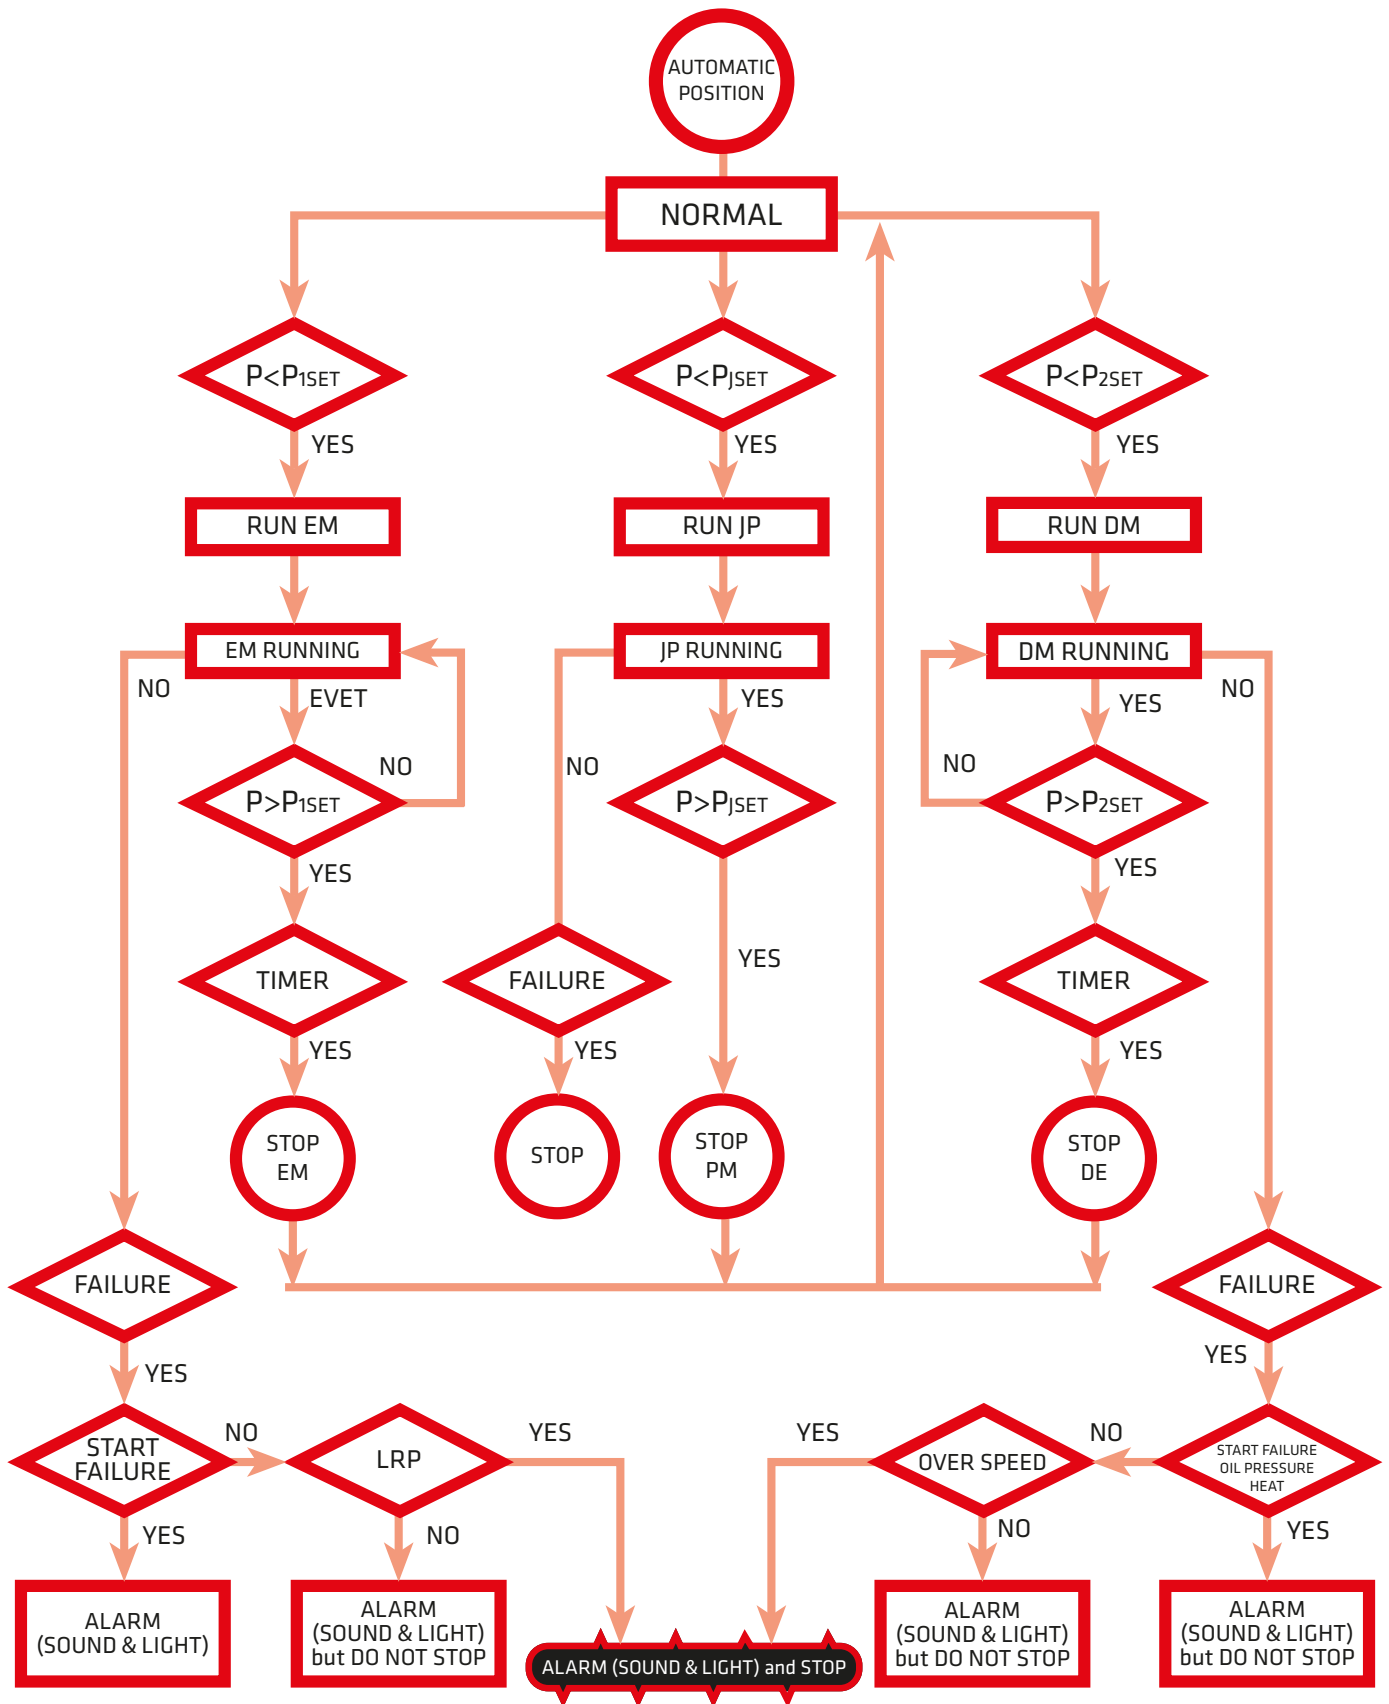 AUTOMATIC
POSITION
NORMAL
P<P1SET
P<PJSET
P<P2SET
YES
YES
YES
RUN EM
RUN JP
RUN DM
EM RUNNING
JP RUNNING
DM RUNNING
NO
EVET
YES
YES
NO
NO
NO
NO
P>P1SET
P>PJSET
P>P2SET
YES
YES
TIMER
FAILURE
YES
TIMER
YES
YES
YES
STOP
EM
STOP
STOP
PM
STOP
DE
FAILURE
FAILURE
YES
YES
START
FAILURE
NO
LRP
YES
YES
OVER SPEED
NO
START FAILURE
OIL PRESSURE
HEAT
YES
NO
NO
YES
ALARM
(SOUND & LIGHT)
ALARM
(SOUND & LIGHT)
but DO NOT STOP
ALARM (SOUND & LIGHT) and STOP
ALARM
(SOUND & LIGHT)
but DO NOT STOP
ALARM
(SOUND & LIGHT)
but DO NOT STOP